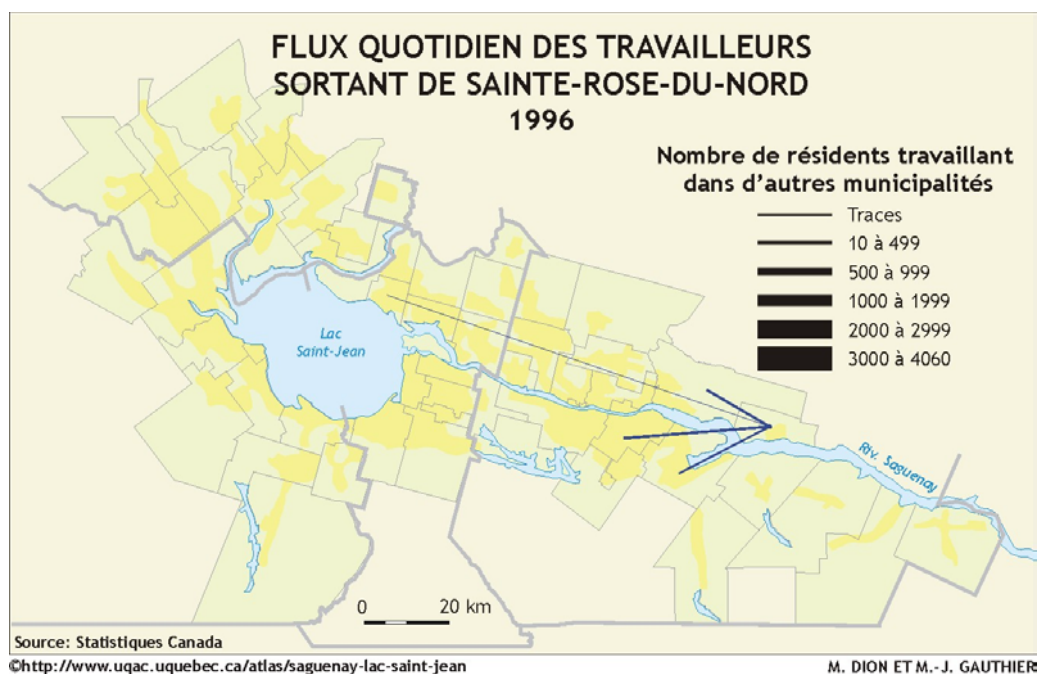 FLUX QUOTIDIEN DES TRAVAILLEURS
SORTANT DE SAINTE-ROSE-DU-NORD
1996
Nombre de résidents travaillant
dans d'autres municipalités
Traces
10 à 499
500 à 999
1000 à 1999
2000 à 2999
3000 à 4060
Lac
Saint-Jean
Riv. Saguenay
0 20 km
Source: Statistiques Canada
©http://www.uqac.uquebec.ca/atlas/saguenay-lac-saint-jean
M. DION ET M.-J. GAUTHIER